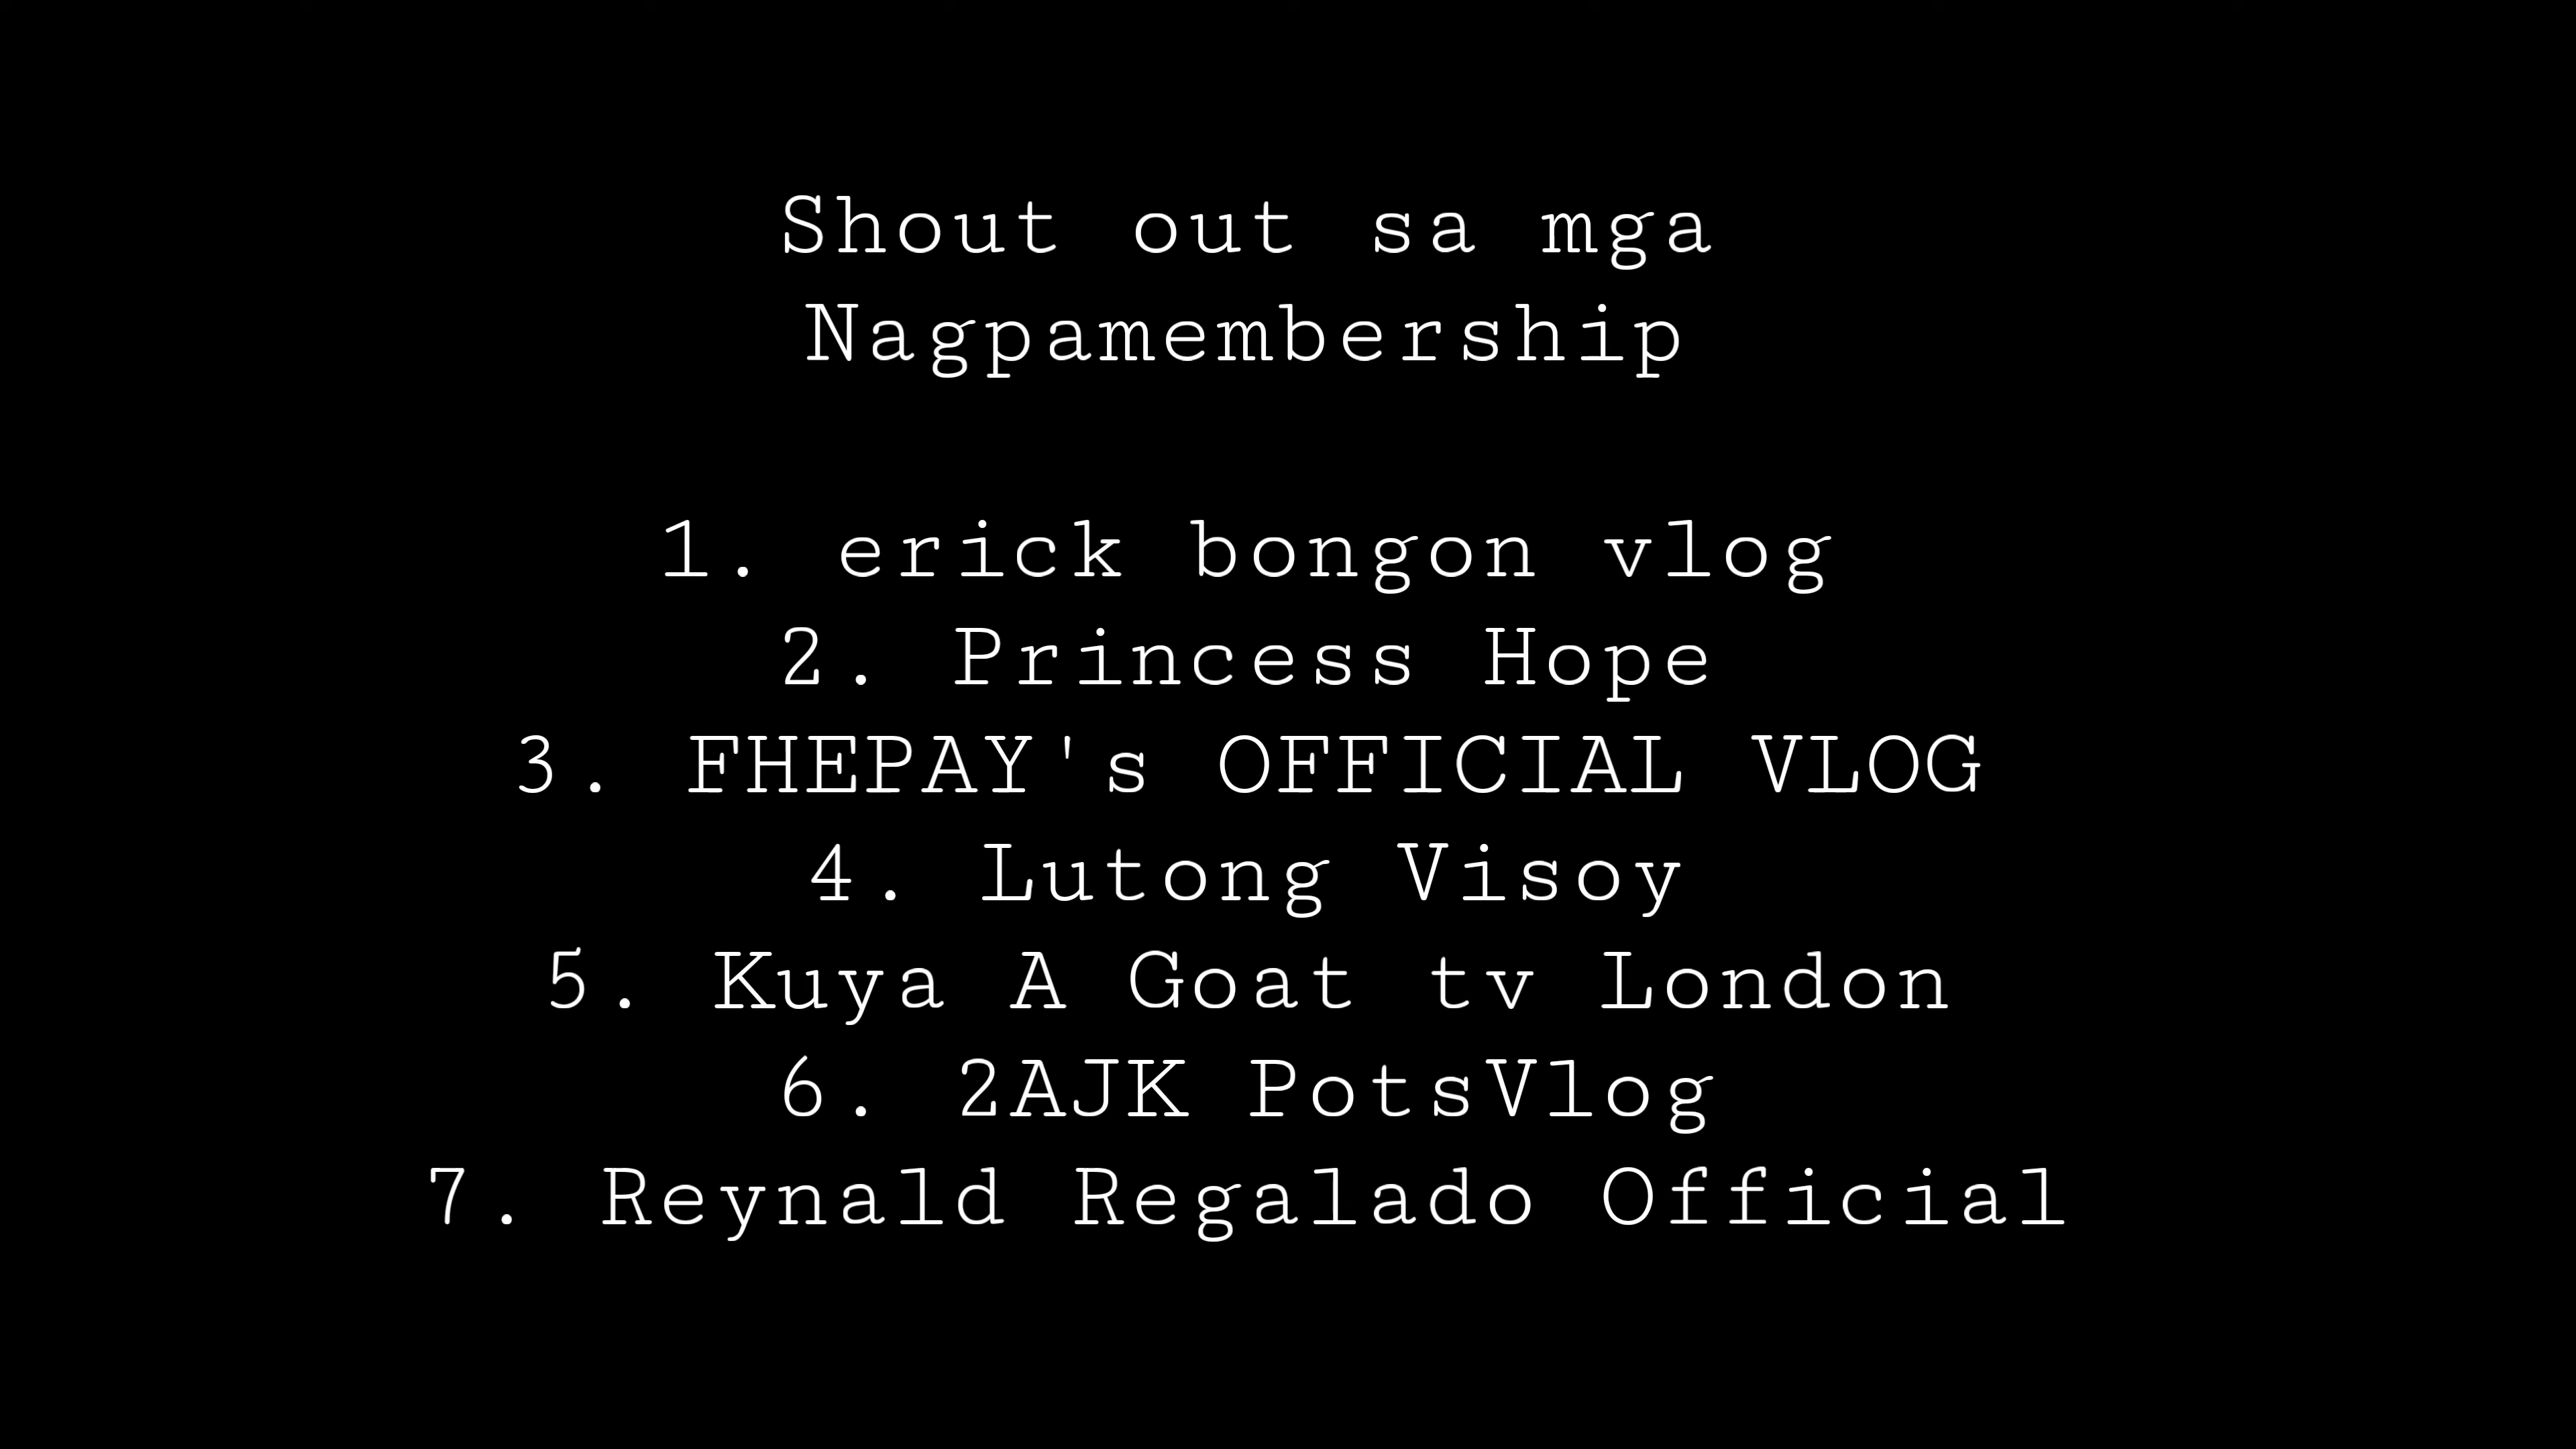 Shout out sa mga
Nagpamembership
1. erick bongon vlog
2. Princess Hope
3. FHEPAY's OFFICIAL VLOG
4. Lutong Visoy
5. Kuya A Goat tv London
6. 2AJK PotsVlog
7. Reynald Regalado Official